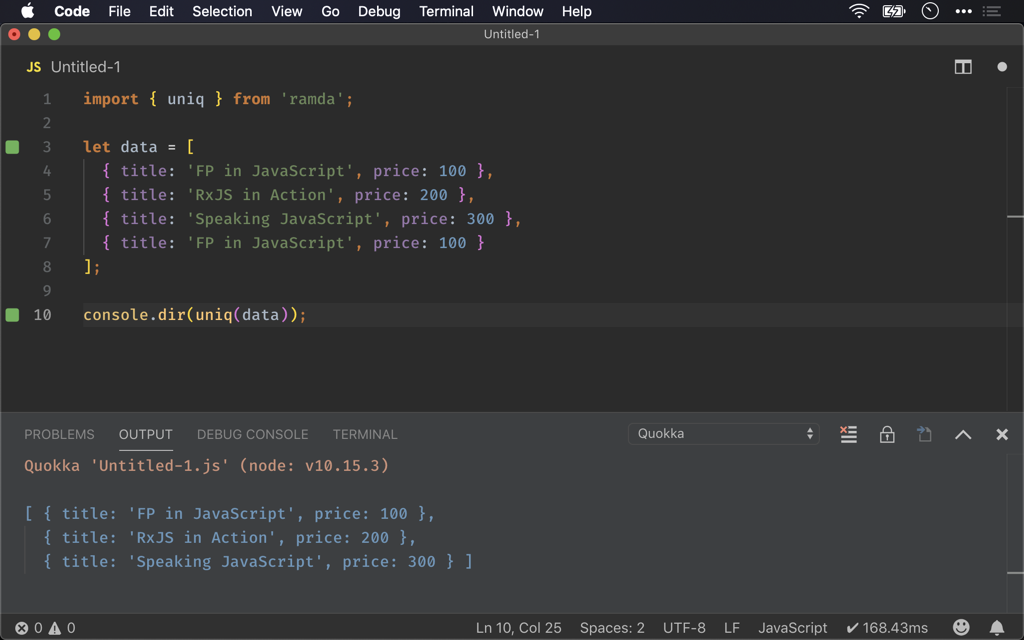 Code File Edit Selection View Go Debug Terminal Window Help
Untitled-1
JS Untitled-1
1 import { uniq } from 'ramda';
2
3 let data = [
4 { title: 'FP in JavaScript', price: 100 },
5 { title: 'RxJS in Action', price: 200 },
6 { title: 'Speaking JavaScript', price: 300 },
7 { title: 'FP in JavaScript', price: 100 }
8 ];
9
10 console.dir(uniq(data));
PROBLEMS OUTPUT DEBUG CONSOLE TERMINAL Quokka
Quokka 'Untitled-1.js' (node: v10.15.3)
[ { title: 'FP in JavaScript', price: 100 },
{ title: 'RxJS in Action', price: 200 },
{ title: 'Speaking JavaScript', price: 300 } ]
0 0 Ln 10, Col 25 Spaces: 2 UTF-8 LF JavaScript ✔ 168.43ms